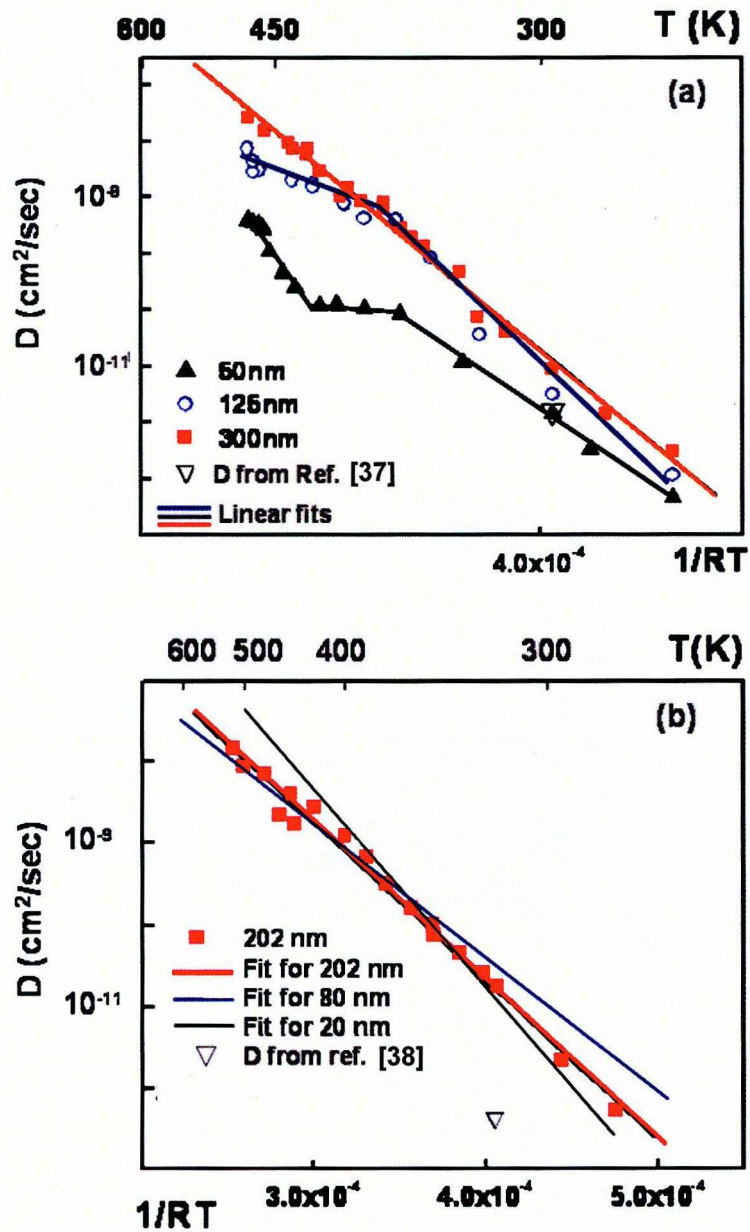 600 450 300 T (K)
(a)
D (cm²/sec)
10⁻⁸
10⁻¹¹
50nm
125nm
300nm
D from Ref. [37]
Linear fits
4.0x10⁻⁴ 1/RT
600 500 400 300 T(K)
(b)
D (cm²/sec)
10⁻⁹
10⁻¹¹
202 nm
Fit for 202 nm
Fit for 80 nm
Fit for 20 nm
D from ref. [38]
1/RT 3.0x10⁻⁴ 4.0x10⁻⁴ 5.0x10⁻⁴